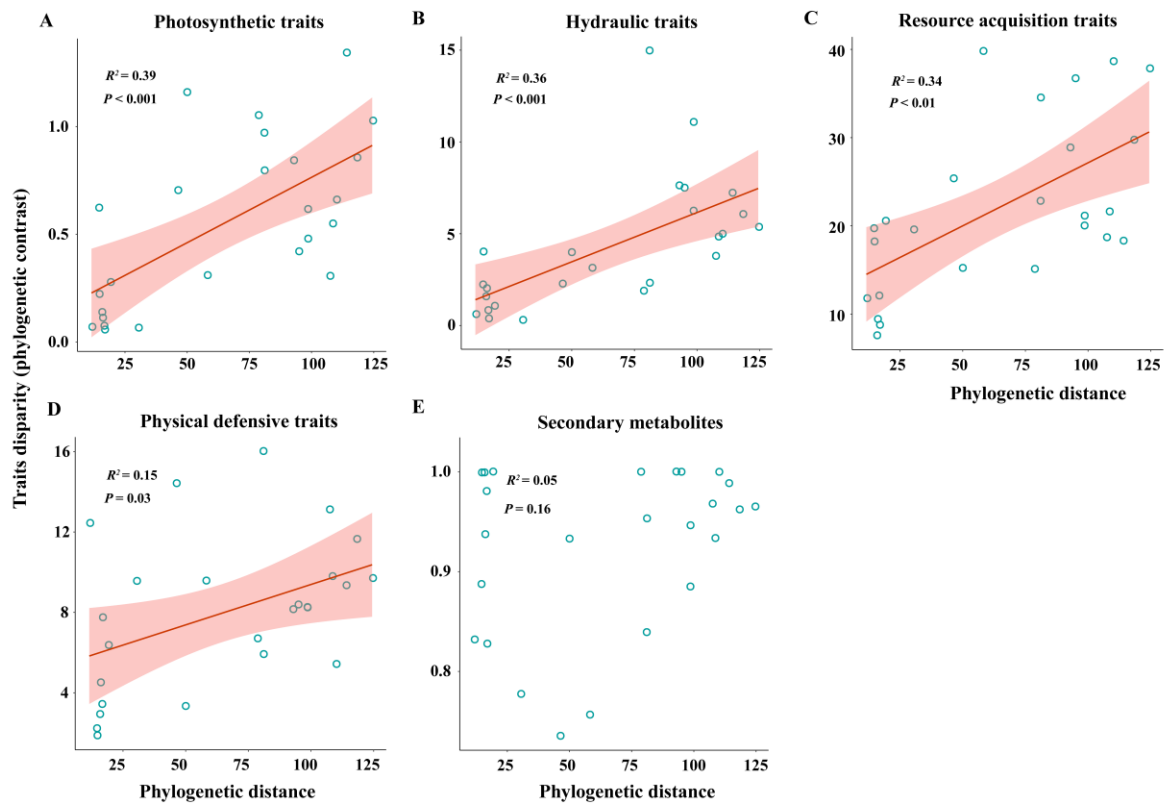 A
Photosynthetic traits
R² = 0.39
P < 0.001
1.0
0.5
0.0
25
50
75
100
125
B
Hydraulic traits
R² = 0.36
P < 0.001
15
10
5
0
25
50
75
100
125
C
Resource acquisition traits
R² = 0.34
P < 0.01
40
30
20
10
25
50
75
100
125
Phylogenetic distance
Traits disparity (phylogenetic contrast)
D
Physical defensive traits
R² = 0.15
P = 0.03
16
12
8
4
25
50
75
100
125
Phylogenetic distance
E
Secondary metabolites
R² = 0.05
P = 0.16
1.0
0.9
0.8
25
50
75
100
125
Phylogenetic distance